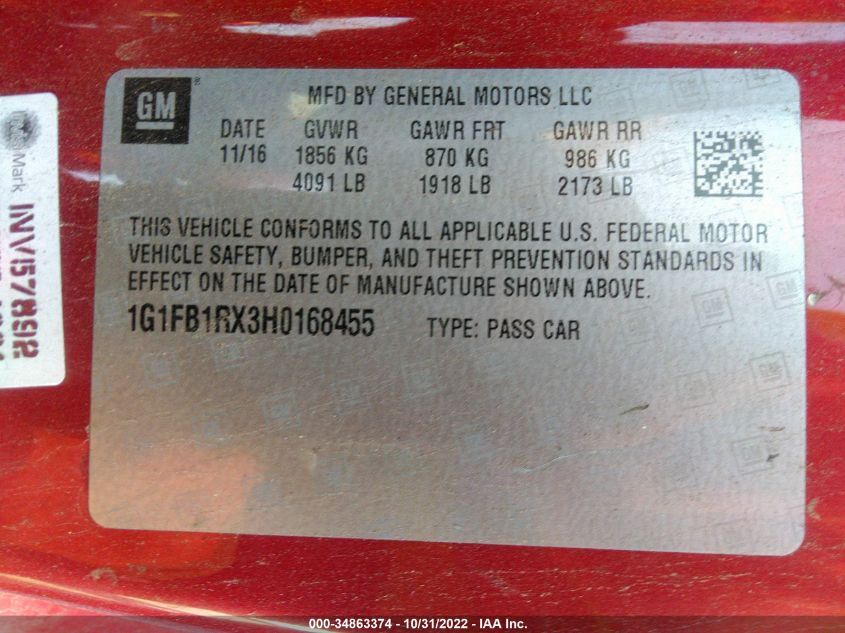 GM
MFD BY GENERAL MOTORS LLC
DATE GVWR GAWR FRT GAWR RR
11/16 1856 KG 870 KG 986 KG
4091 LB 1918 LB 2173 LB
THIS VEHICLE CONFORMS TO ALL APPLICABLE U.S. FEDERAL MOTOR
VEHICLE SAFETY, BUMPER, AND THEFT PREVENTION STANDARDS IN
EFFECT ON THE DATE OF MANUFACTURE SHOWN ABOVE.
1G1FB1RX3H0168455 TYPE: PASS CAR
Mark
INV57892
000-34863374 - 10/31/2022 - IAA Inc.